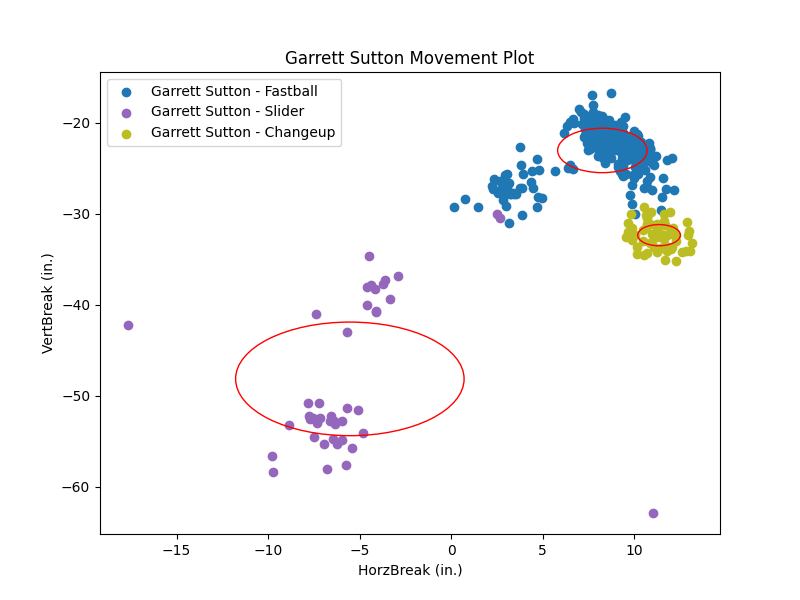 Garrett Sutton Movement Plot
Garrett Sutton - Fastball
Garrett Sutton - Slider
Garrett Sutton - Changeup
−20
−30
−40
−50
−60
VertBreak (in.)
−15
−10
−5
0
5
10
HorzBreak (in.)